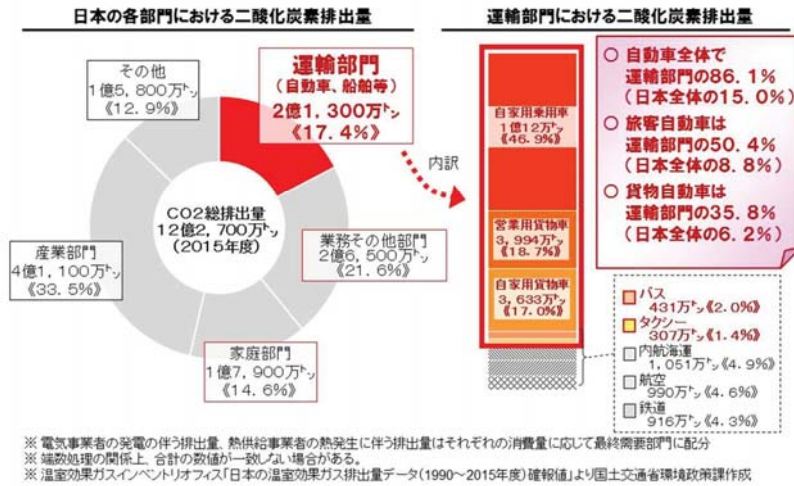 日本の各部門における二酸化炭素排出量
その他
1億5,800万㌧
《12.9%》
運輸部門
（自動車、船舶等）
2億1,300万㌧
《17.4%》
CO2総排出量
12億2,700万㌧
(2015年度)
産業部門
4億1,100万㌧
《33.5%》
業務その他部門
2億6,500万㌧
《21.6%》
家庭部門
1億7,900万㌧
《14.6%》
内訳
運輸部門における二酸化炭素排出量
自家用乗用車
1億12万㌧
《46.9%》
営業用貨物車
3,994万㌧
《18.7%》
自家用貨物車
3,633万㌧
《17.0%》
○ 自動車全体で
運輸部門の86.1%
(日本全体の15.0%)
○ 旅客自動車は
運輸部門の50.4%
(日本全体の8.8%)
○ 貨物自動車は
運輸部門の35.8%
(日本全体の6.2%)
バス
431万㌧《2.0%》
タクシー
307万㌧《1.4%》
内航海運
1,051万㌧《4.9%》
航空
990万㌧《4.6%》
鉄道
916万㌧《4.3%》
※ 電気事業者の発電の伴う排出量、熱供給事業者の熱発生に伴う排出量はそれぞれの消費量に応じて最終需要部門に配分
※ 端数処理の関係上、合計の数値が一致しない場合がある。
※ 温室効果ガスインベントリオフィス「日本の温室効果ガス排出量データ(1990～2015年度)確報値」より国土交通省環境政策課作成